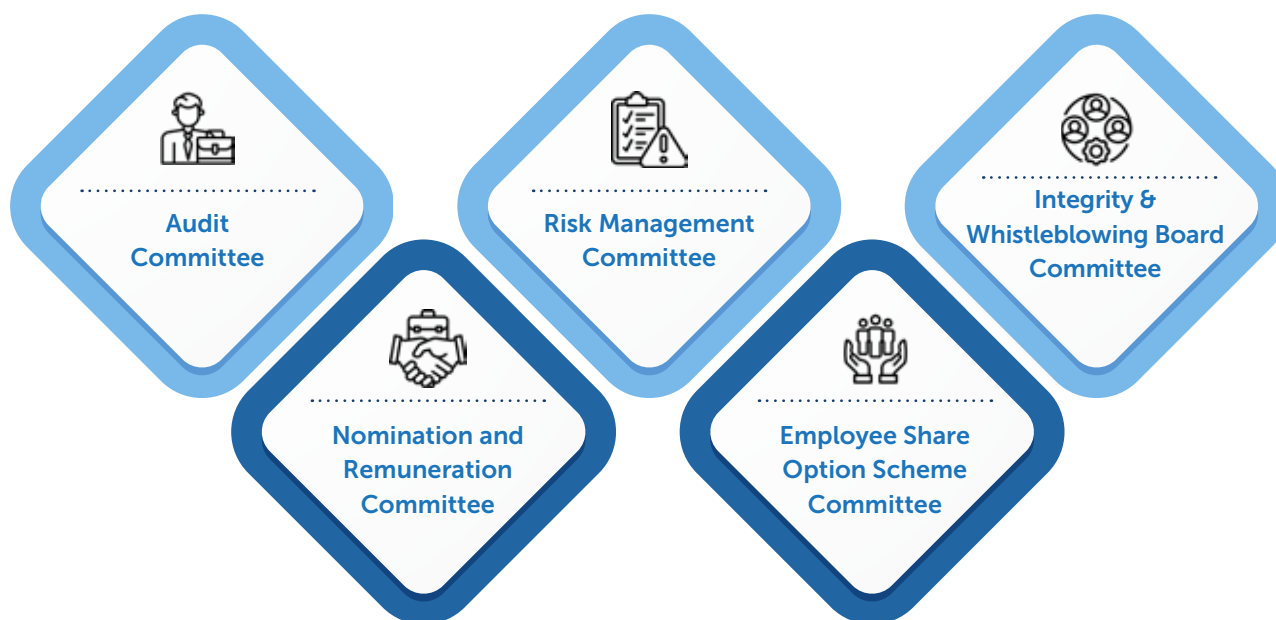 Audit
Committee
Risk Management
Committee
Integrity &
Whistleblowing Board
Committee
Nomination and
Remuneration
Committee
Employee Share
Option Scheme
Committee